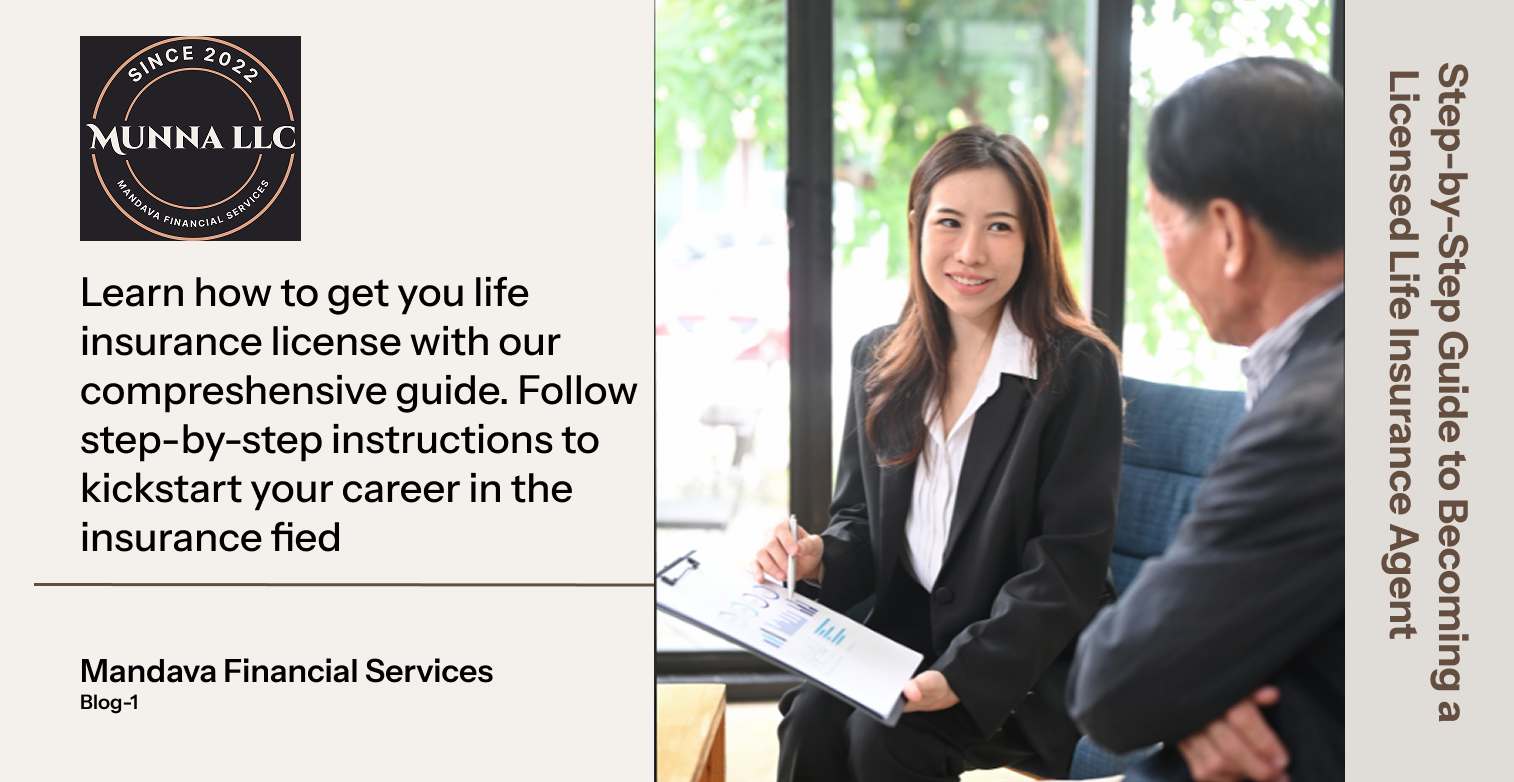 SINCE 2022
MUNNA LLC
MANDAVA FINANCIAL SERVICES
Learn how to get you life
insurance license with our
compreshensive guide. Follow
step-by-step instructions to
kickstart your career in the
insurance fied
Mandava Financial Services
Blog-1
Step-by-Step Guide to Becoming a
Licensed Life Insurance Agent